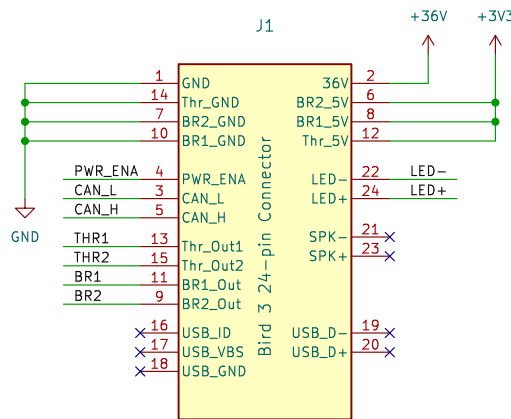 +36V
+3V3
J1
1 GND
36V 2
14 Thr_GND
BR2_5V 6
7 BR2_GND
BR1_5V 8
10 BR1_GND
Thr_5V 12
PWR_ENA 4 PWR_ENA
LED- 22 LED-
CAN_L 3 CAN_L
LED+ 24 LED+
CAN_H 5 CAN_H
GND
SPK- 21
THR1 13 Thr_Out1
SPK+ 23
THR2 15 Thr_Out2
BR1 11 BR1_Out
BR2 9 BR2_Out
Bird 3 24-pin Connector
16 USB_ID
USB_D- 19
17 USB_VBS
USB_D+ 20
18 USB_GND